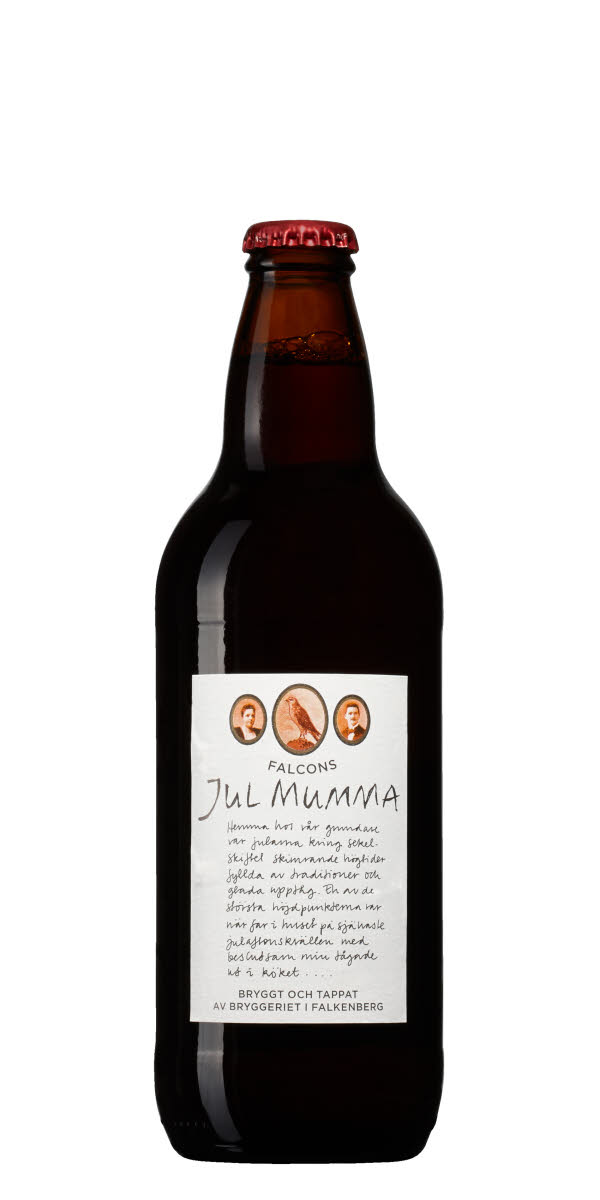 FALCONS
JUL MUMMA
Hemma hos vår grundare
var jularna kring sekel-
skiftet skimrande högtider
fyllda av traditioner och
glada upptåg. En av de
största höjdpunkterna var
när far i huset på självaste
julaftonskvällen med
beslutsam min tågade
ut i köket ....
BRYGGT OCH TAPPAT
AV BRYGGERIET I FALKENBERG